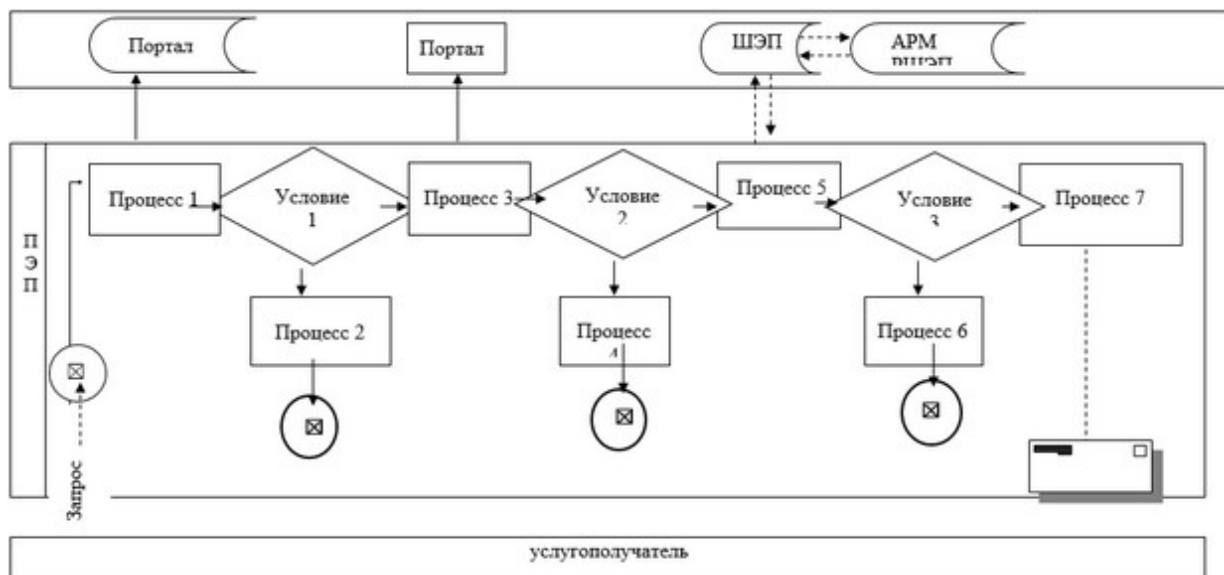 Портал
Портал
ШЭП
АРМ
РШЭП
Процесс 1
Условие
1
Процесс 3
Условие
2
Процесс 5
Условие
3
Процесс 7
П
Э
П
Процесс 2
Процесс
4
Процесс 6
Запрос
услугополучатель